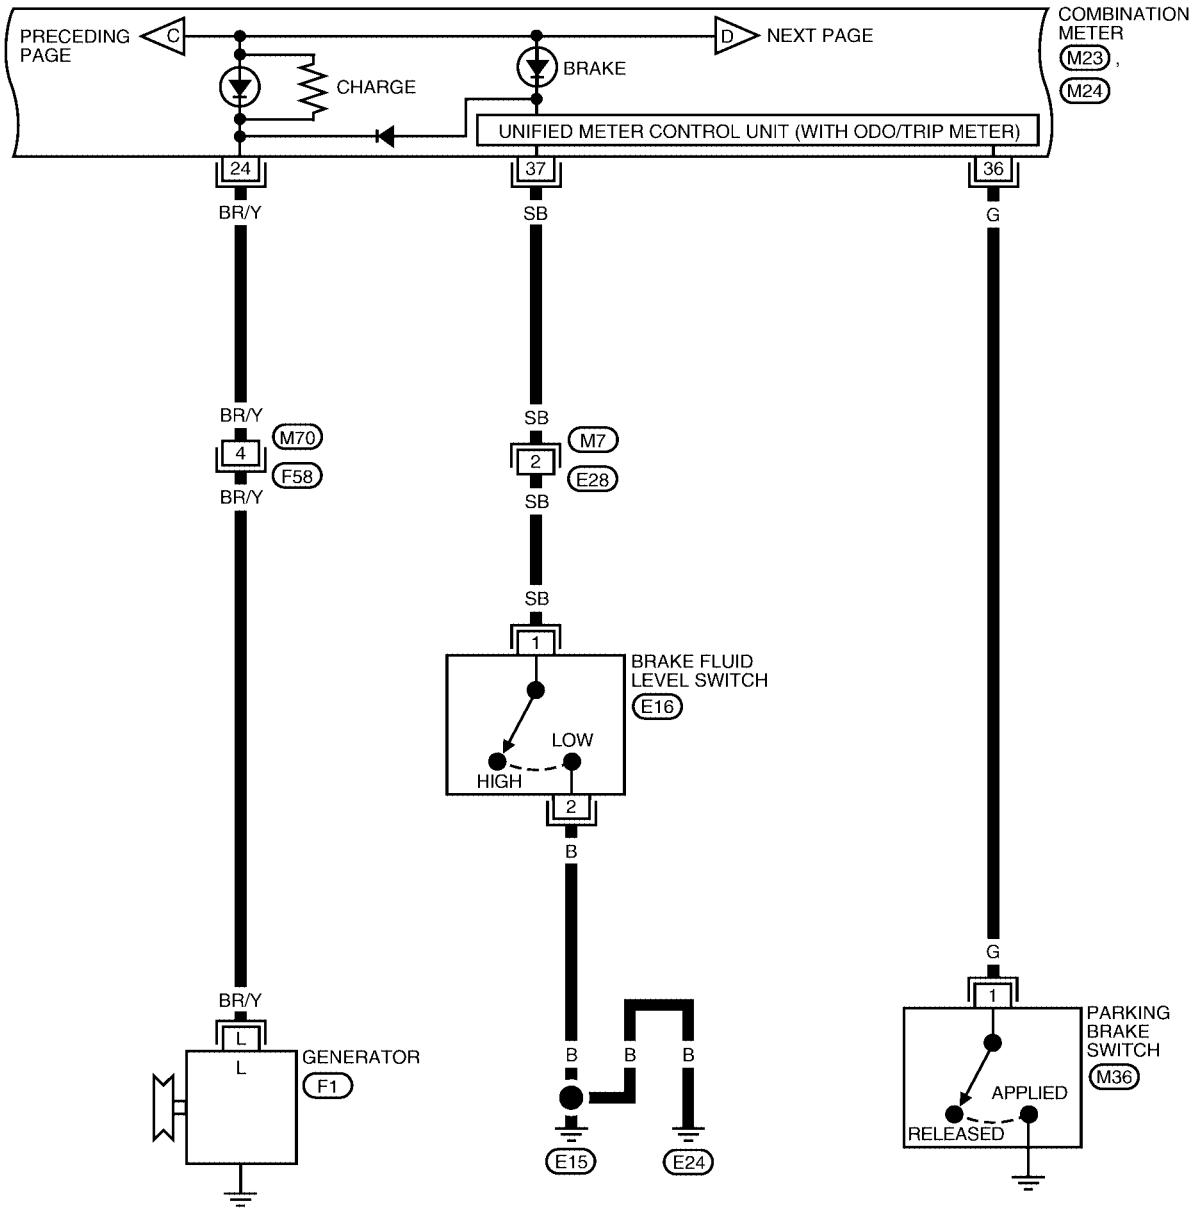 PRECEDING
PAGE
C
CHARGE
BRAKE
D
NEXT PAGE
COMBINATION
METER
M23 ,
M24
UNIFIED METER CONTROL UNIT (WITH ODO/TRIP METER)
24
37
36
BR/Y
SB
G
BR/Y
SB
M70
M7
4
2
F58
E28
BR/Y
SB
SB
1
BRAKE FLUID
LEVEL SWITCH
E16
LOW
HIGH
2
B
G
BR/Y
1
L
L
GENERATOR
F1
B
B
B
PARKING
BRAKE
SWITCH
M36
APPLIED
RELEASED
E15
E24